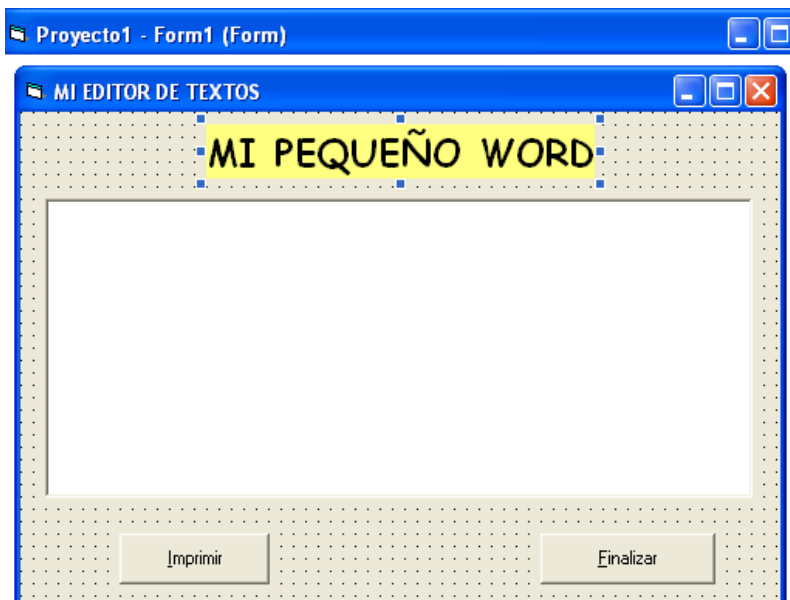 Proyecto1 - Form1 (Form)
MI EDITOR DE TEXTOS
MI PEQUEÑO WORD
Imprimir
Finalizar